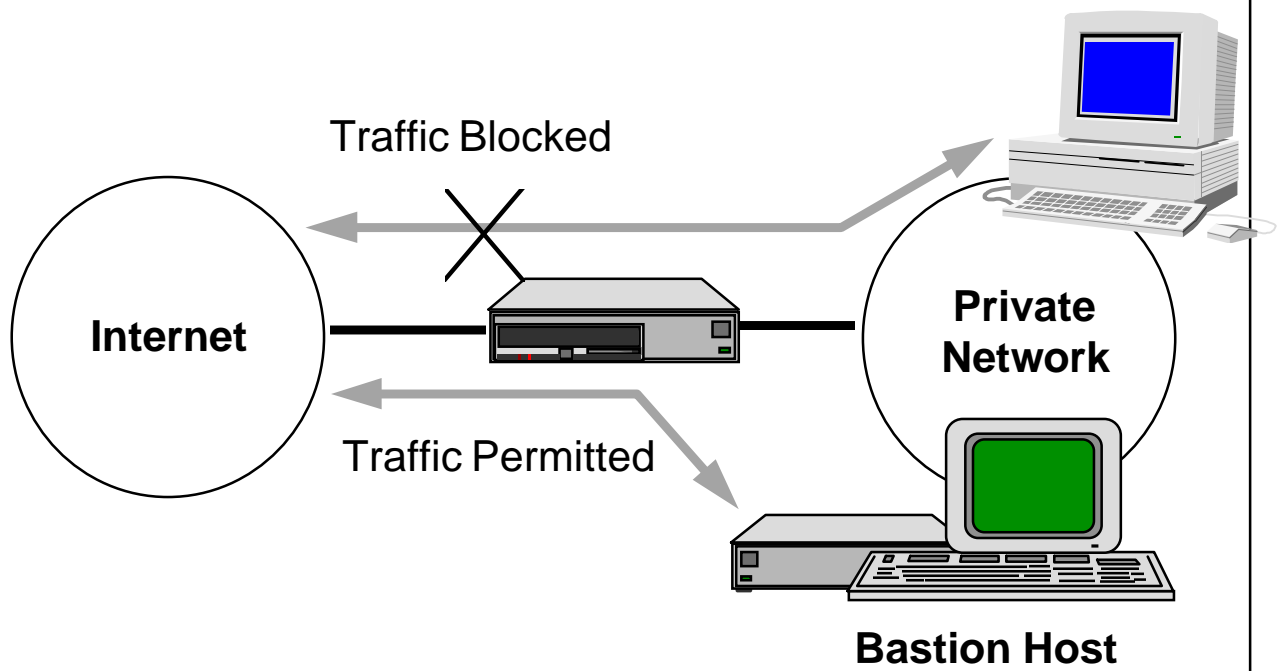 Traffic Blocked
Internet
Private
Network
Traffic Permitted
Bastion Host